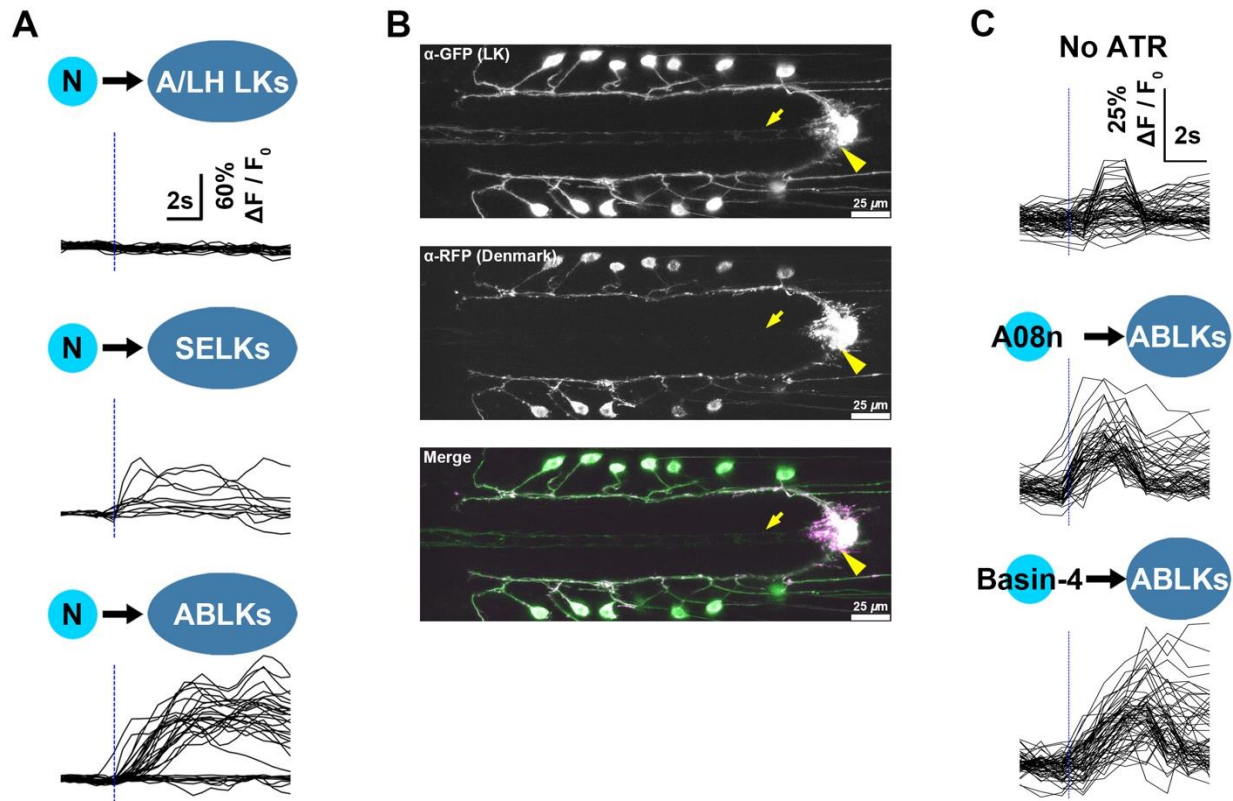 A
N
A/LH LKs
2s
60%
ΔF / F0
N
SELKs
N
ABLKs
B
α-GFP (LK)
25 µm
α-RFP (Denmark)
25 µm
Merge
25 µm
C
No ATR
25%
ΔF / F0
2s
A08n
ABLKs
Basin-4
ABLKs